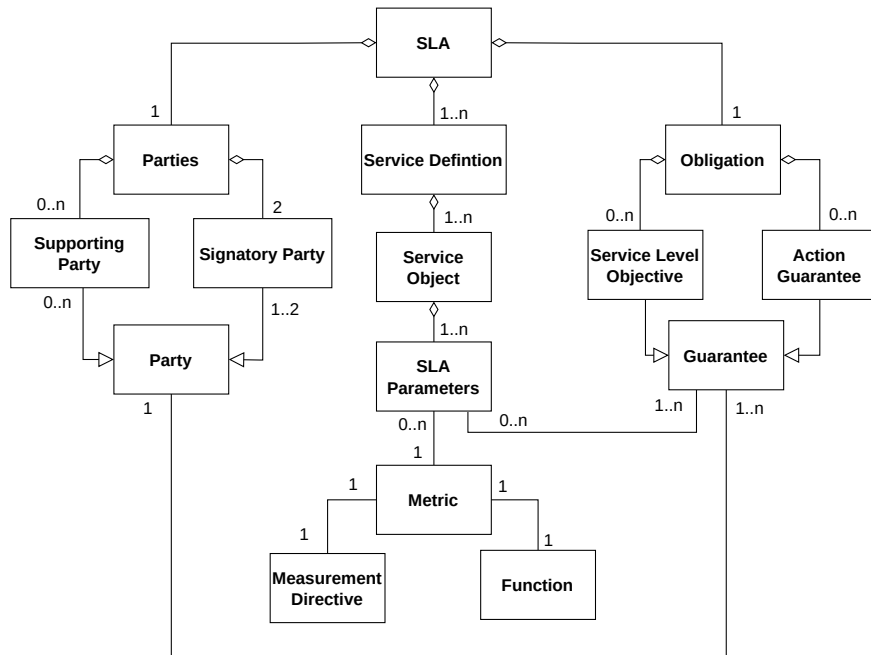 SLA
1
1..n
1
Parties
Service Defintion
Obligation
0..n
2
1..n
0..n
0..n
Supporting
Party
Signatory Party
Service
Object
Service Level
Objective
Action
Guarantee
0..n
1..2
1..n
Party
SLA
Parameters
Guarantee
1
0..n
0..n
1..n
1..n
1
Metric
1
1
1
1
Measurement
Directive
Function